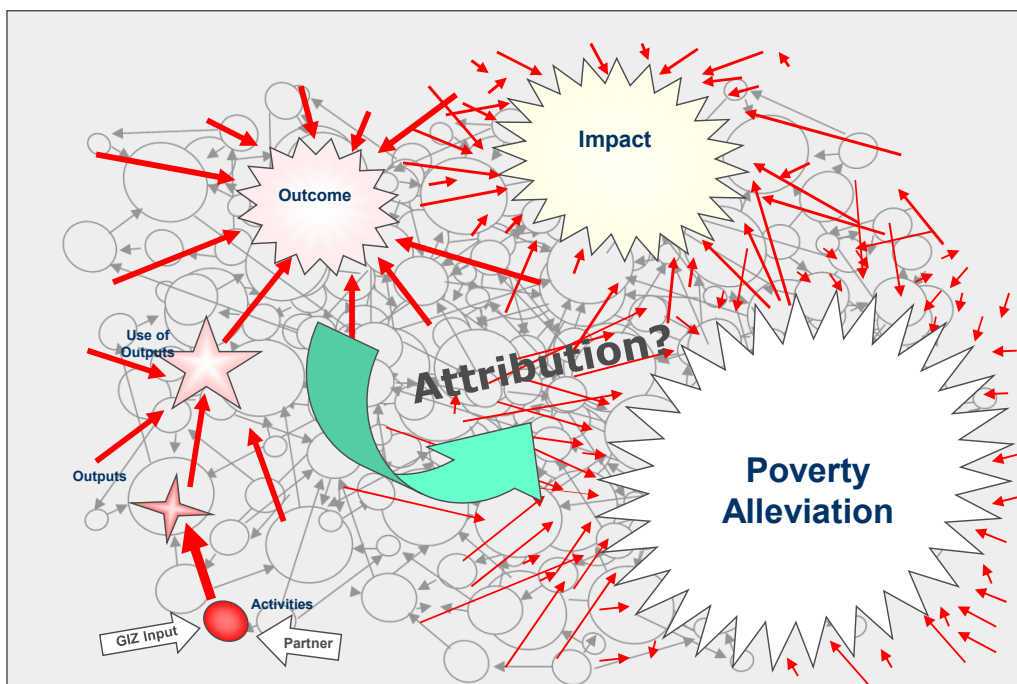 Impact
Outcome
Use of
Outputs
Attribution?
Outputs
Poverty
Alleviation
Activities
GIZ Input
Partner